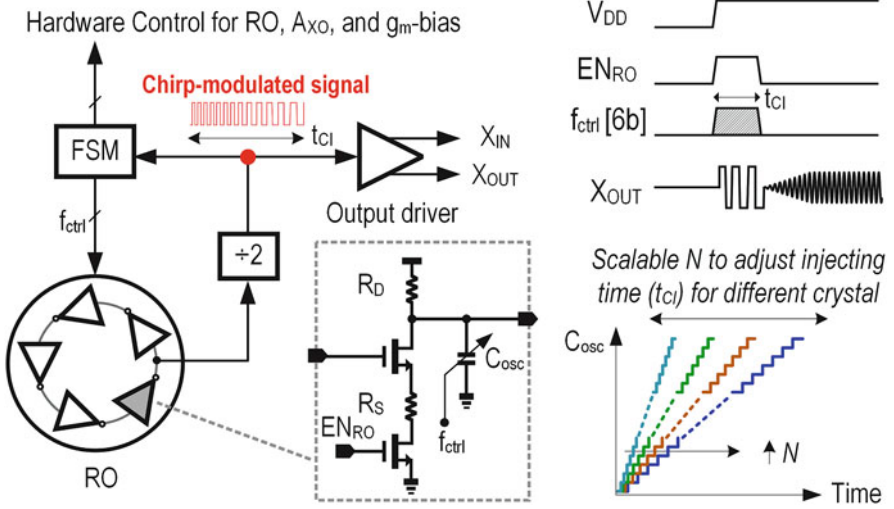 Hardware Control for RO, A_XO, and g_m-bias
Chirp-modulated signal
t_CI
FSM
X_IN
X_OUT
Output driver
f_ctrl
÷2
RO
R_D
C_osc
R_S
EN_RO
f_ctrl
V_DD
EN_RO
t_CI
f_ctrl [6b]
X_OUT
Scalable N to adjust injecting
time (t_CI) for different crystal
C_osc
N
Time